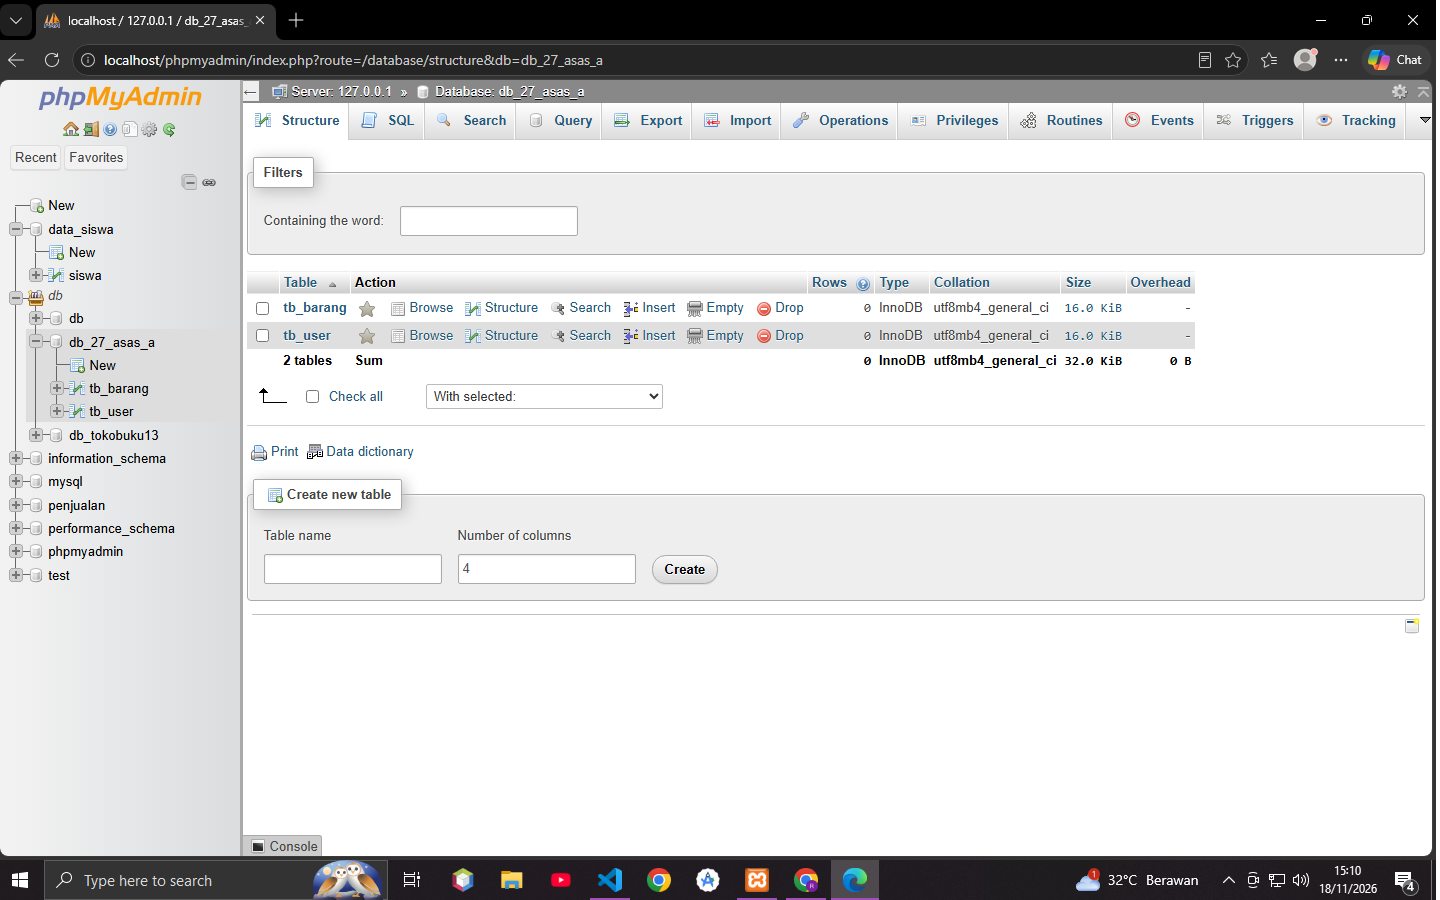 localhost / 127.0.0.1 / db_27_asas_
localhost/phpmyadmin/index.php?route=/database/structure&db=db_27_asas_a
Chat
phpMyAdmin
Recent
Favorites
New
data_siswa
New
siswa
db
db
db_27_asas_a
New
tb_barang
tb_user
db_tokobuku13
information_schema
mysql
penjualan
performance_schema
phpmyadmin
test
Server: 127.0.0.1 » Database: db_27_asas_a
Structure SQL Search Query Export Import Operations Privileges Routines Events Triggers Tracking
Filters
Containing the word:
Table Action Rows Type Collation Size Overhead
tb_barang Browse Structure Search Insert Empty Drop 0 InnoDB utf8mb4_general_ci 16.0 KiB -
tb_user Browse Structure Search Insert Empty Drop 0 InnoDB utf8mb4_general_ci 16.0 KiB -
2 tables Sum 0 InnoDB utf8mb4_general_ci 32.0 KiB 0 B
Check all With selected:
Print Data dictionary
Create new table
Table name Number of columns
4 Create
Console
Type here to search
1 32°C Berawan
15:10
18/11/2026
4